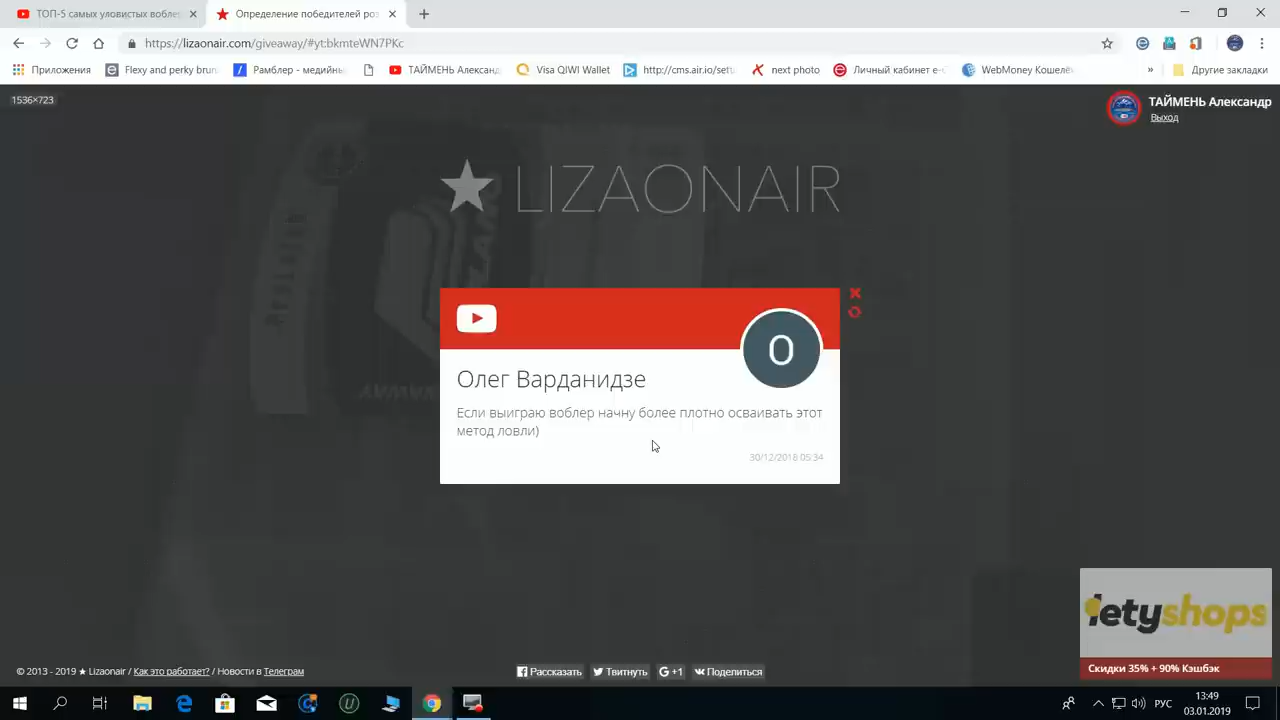 ТОП-5 самых уловистых вобле
Определение победителей ро
https://lizaonair.com/giveaway/#yt:bkmteWN7PKc
Приложения
Flexy and perky brun
Рамблер - медийны
ТАЙМЕНЬ Александ
Visa QIWI Wallet
http://cms.air.io/sett
next photo
Личный кабинет e-
WebMoney Кошелё
»
Другие закладки
1536×723
ТАЙМЕНЬ Александр
Выход
★ LIZAONAIR
О
Олег Варданидзе
Если выиграю воблер начну более плотно осваивать этот
метод ловли)
30/12/2018 05:34
letyshops
Скидки 35% + 90% Кэшбэк
© 2013 - 2019 ★ Lizaonair / Как это работает? / Новости в Телеграм
Рассказать
Твитнуть
G+1
Поделиться
РУС
13:49
03.01.2019